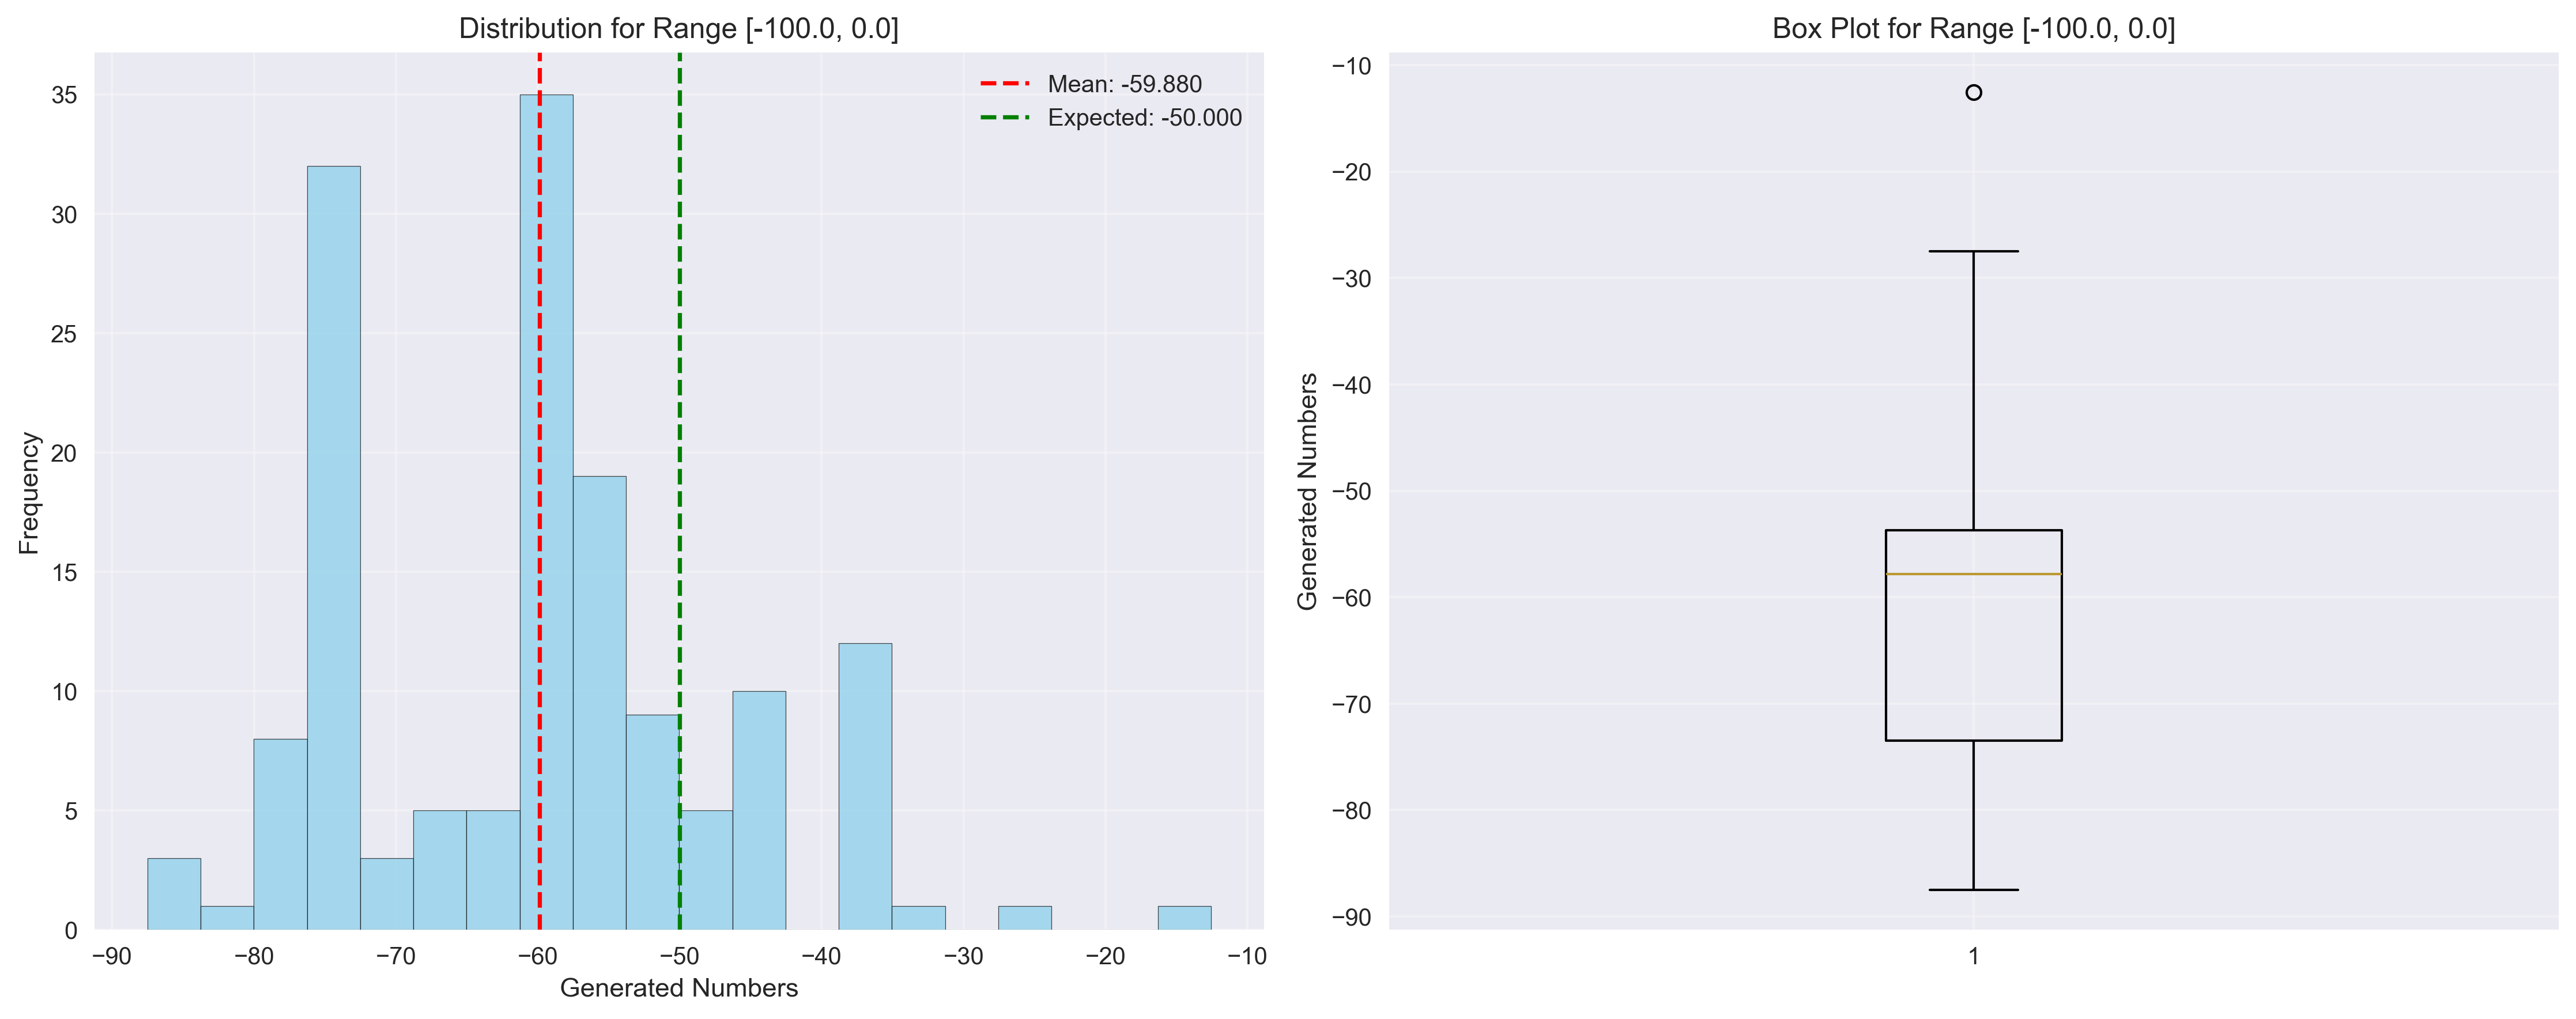 Distribution for Range [-100.0, 0.0]
Mean: -59.880
Expected: -50.000
Frequency
35
30
25
20
15
10
5
0
−90 −80 −70 −60 −50 −40 −30 −20 −10
Generated Numbers
Box Plot for Range [-100.0, 0.0]
Generated Numbers
−10
−20
−30
−40
−50
−60
−70
−80
−90
1